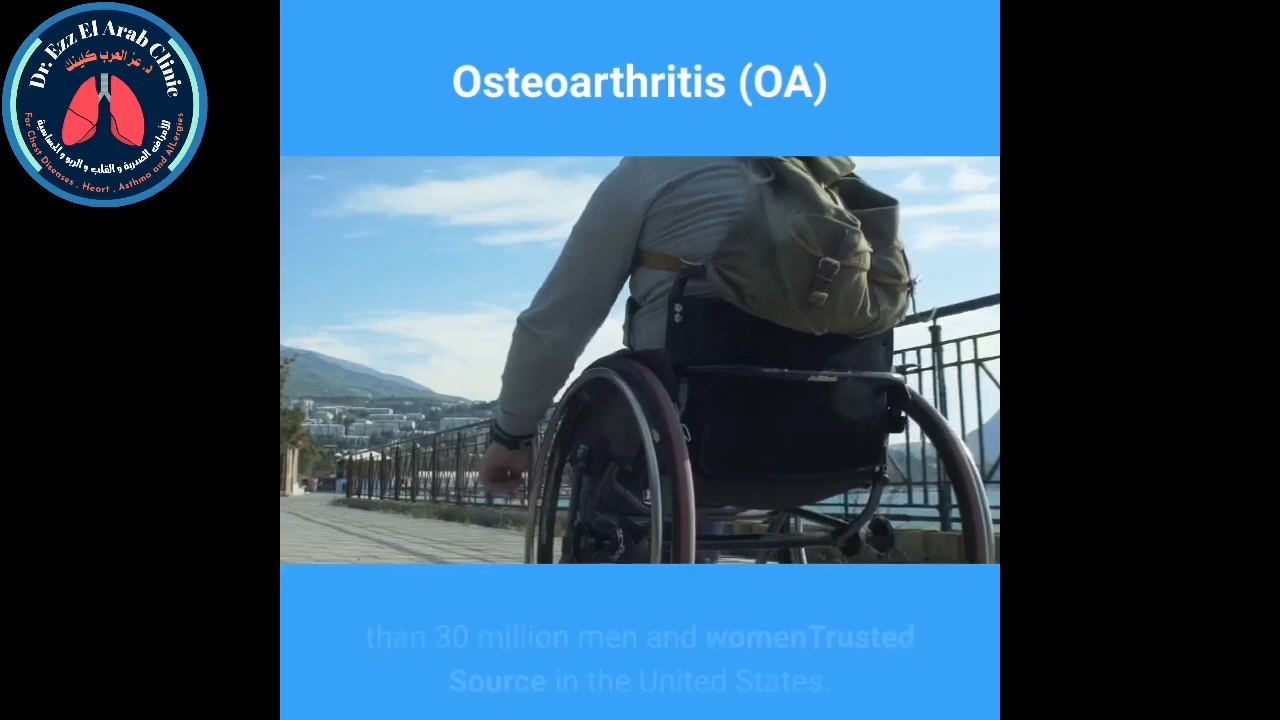 Dr. Ezz El Arab Clinic
د. عز العرب كلينك
للأمراض الصدرية و القلب و الربو و الحساسية
For Chest Diseases . Heart . Asthma and AlLergies
Osteoarthritis (OA)
than 30 million men and womenTrusted
Source in the United States.